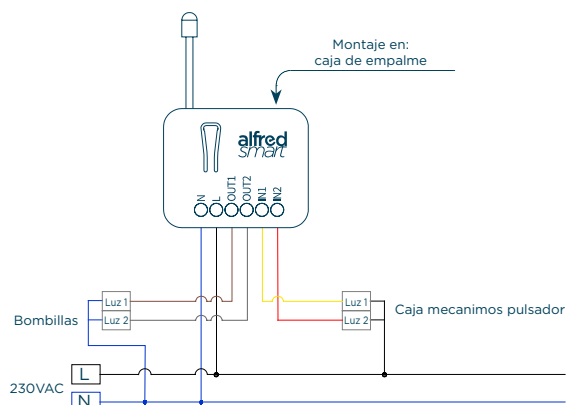 Montaje en:
caja de empalme
alfred
smart
N
L
OUT1
OUT2
IN1
IN2
Luz 1
Luz 2
Bombillas
Luz 1
Luz 2
Caja mecanimos pulsador
L
230VAC
N